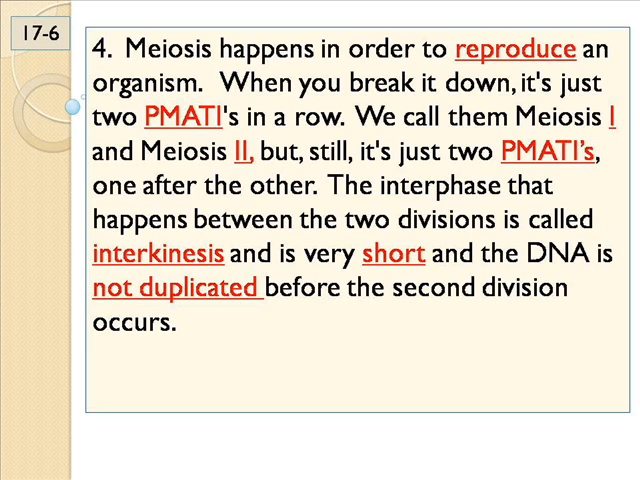 17-6
4. Meiosis happens in order to reproduce an
organism. When you break it down, it's just
two PMATI's in a row. We call them Meiosis I
and Meiosis II, but, still, it's just two PMATI’s,
one after the other. The interphase that
happens between the two divisions is called
interkinesis and is very short and the DNA is
not duplicated before the second division
occurs.